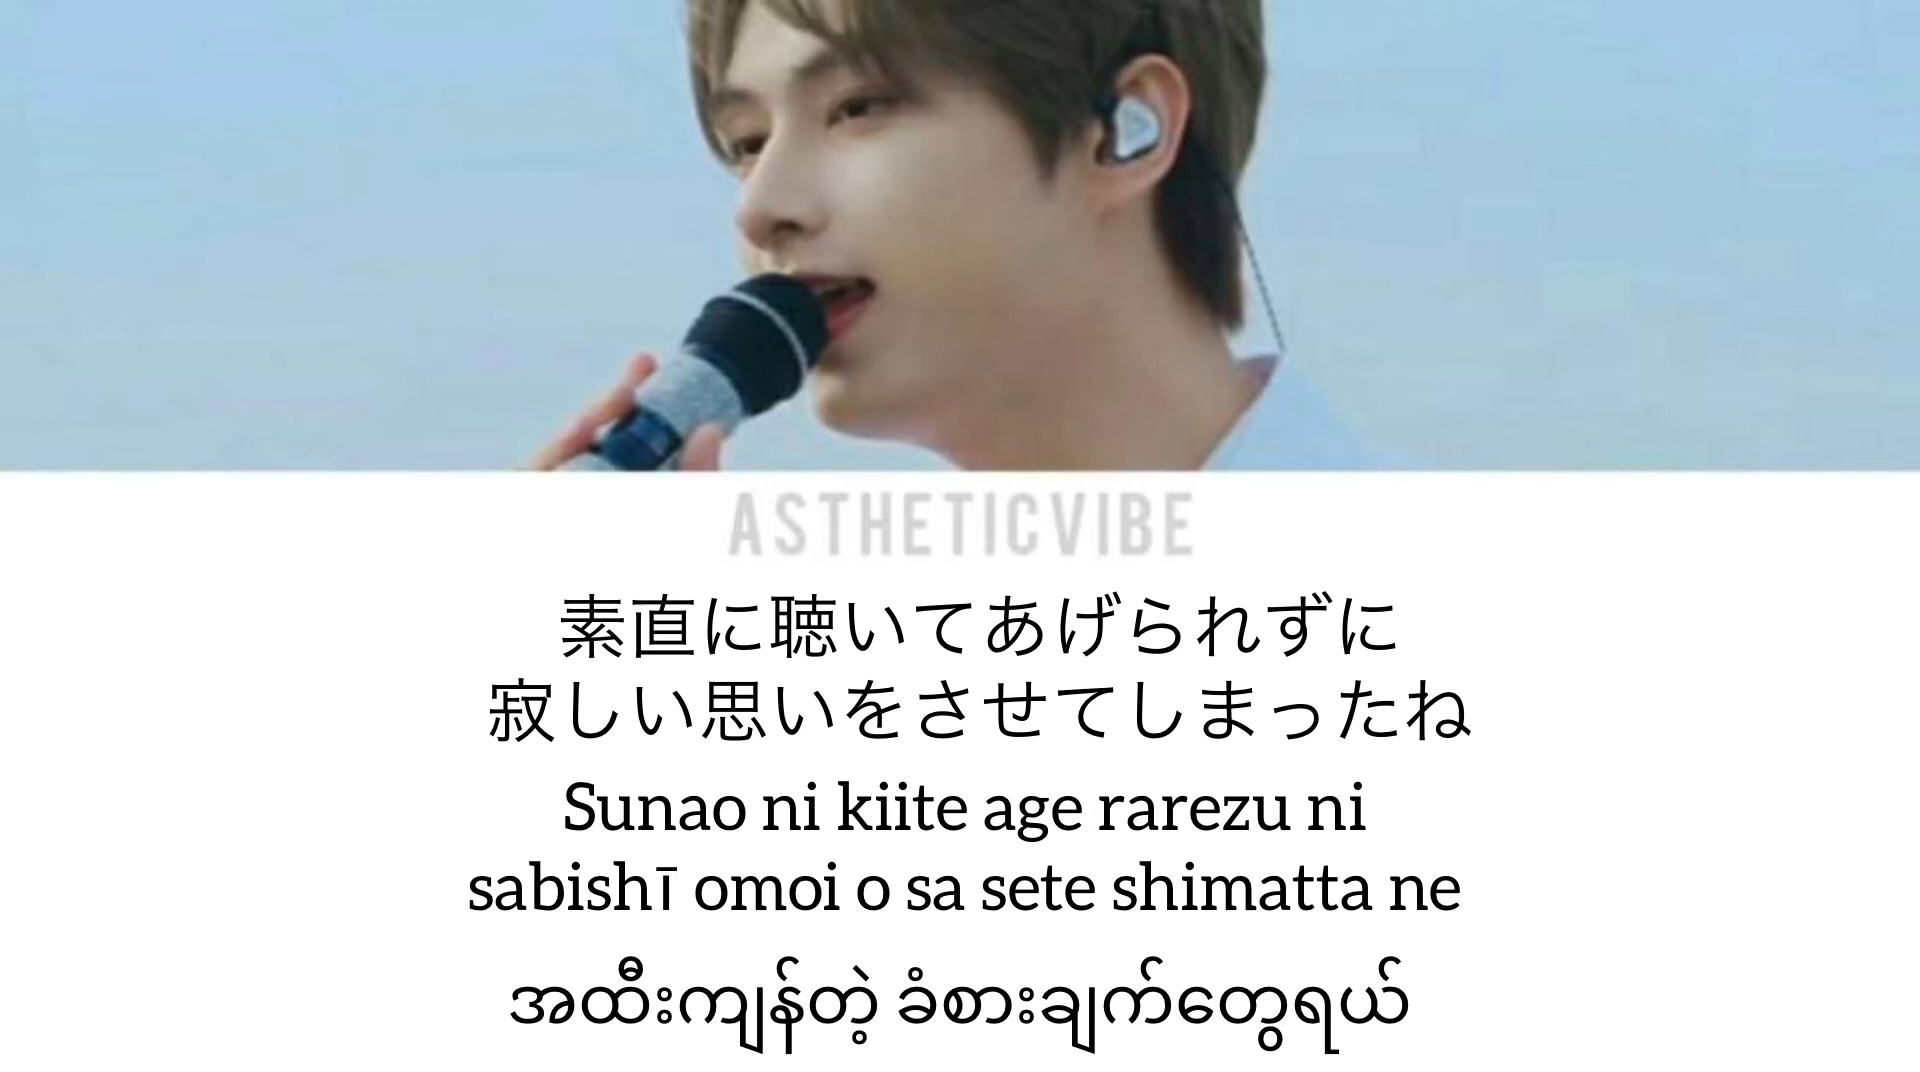 ASTHETICVIBE
素直に聴いてあげられずに
寂しい思いをさせてしまったね
Sunao ni kiite age rarezu ni
sabishī omoi o sa sete shimatta ne
အထီးကျန်တဲ့ ခံစားချက်တွေရယ်